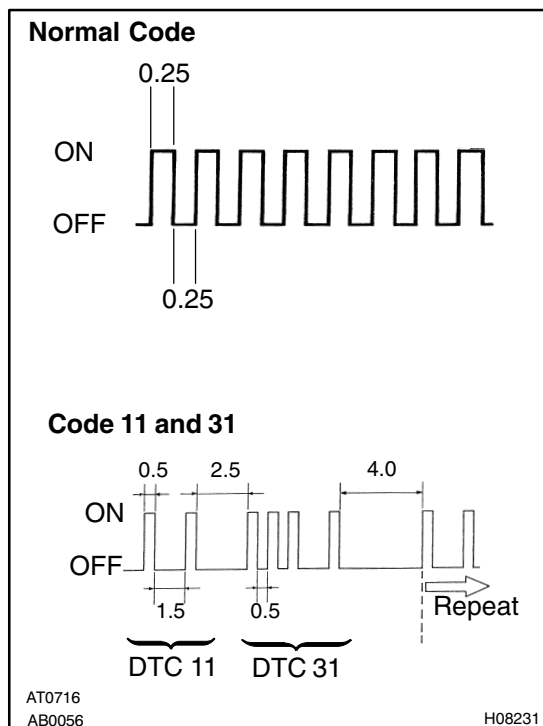 Normal Code
0.25
ON
OFF
0.25
Code 11 and 31
0.5 2.5 4.0
ON
OFF
1.5 0.5 Repeat
DTC 11 DTC 31
AT0716
AB0056 H08231